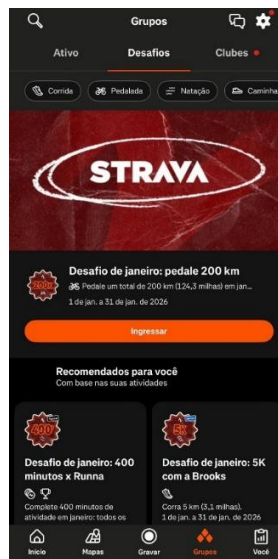 Grupos
Ativo
Desafios
Clubes
Corrida
Pedalada
Natação
Caminha
STRAVA
200K
Desafio de janeiro: pedale 200 km
Pedale um total de 200 km (124,3 milhas) em jan...
1 de jan. a 31 de jan. de 2026
Ingressar
Recomendados para você
Com base nas suas atividades
400
Desafio de janeiro: 400
minutos x Runna
Complete 400 minutos de
atividade em janeiro: todos os
5K
Desafio de janeiro: 5K
com a Brooks
Corra 5 km (3,1 milhas).
1 de jan. a 31 de jan. de 2026
Início
Mapas
Gravar
Grupos
Você